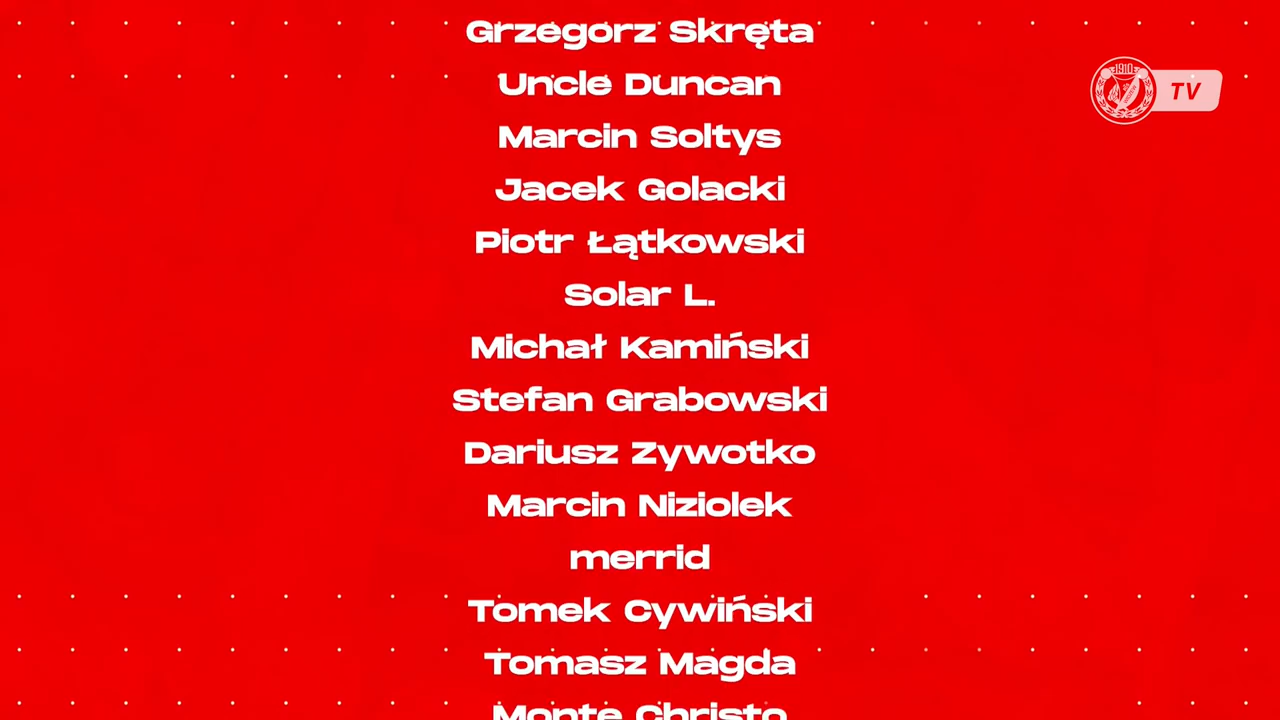 Grzegorz Skręta
Uncle Duncan
1910
TV
Marcin Soltys
Jacek Golacki
Piotr Łątkowski
Solar L.
Michał Kamiński
Stefan Grabowski
Dariusz Zywotko
Marcin Niziolek
merrid
Tomek Cywiński
Tomasz Magda
Monte Christo